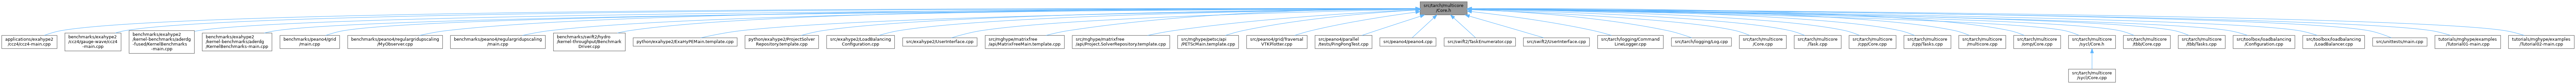 src/tarch/multicore
/Core.h
applications/exahype2
/ccz4/ccz4-main.cpp
benchmarks/exahype2
/ccz4/gauge-wave/ccz4
-main.cpp
benchmarks/exahype2
/kernel-benchmarks/aderdg
-fused/KernelBenchmarks
-main.cpp
benchmarks/exahype2
/kernel-benchmarks/aderdg
/KernelBenchmarks-main.cpp
benchmarks/peano4/grid
/main.cpp
benchmarks/peano4/regulargridupscaling
/MyObserver.cpp
benchmarks/peano4/regulargridupscaling
/main.cpp
benchmarks/swift2/hydro
/kernel-throughput/Benchmark
Driver.cpp
python/exahype2/ExaHyPEMain.template.cpp
python/exahype2/ProjectSolver
Repository.template.cpp
src/exahype2/LoadBalancing
Configuration.cpp
src/exahype2/UserInterface.cpp
src/mghype/matrixfree
/api/MatrixFreeMain.template.cpp
src/mghype/matrixfree
/api/Project.SolverRepository.template.cpp
src/mghype/petsc/api
/PETScMain.template.cpp
src/peano4/grid/Traversal
VTKPlotter.cpp
src/peano4/parallel
/tests/PingPongTest.cpp
src/peano4/peano4.cpp
src/swift2/TaskEnumerator.cpp
src/swift2/UserInterface.cpp
src/tarch/logging/Command
LineLogger.cpp
src/tarch/logging/Log.cpp
src/tarch/multicore
/Core.cpp
src/tarch/multicore
/Task.cpp
src/tarch/multicore
/cpp/Core.cpp
src/tarch/multicore
/cpp/Tasks.cpp
src/tarch/multicore
/multicore.cpp
src/tarch/multicore
/omp/Core.cpp
src/tarch/multicore
/sycl/Core.h
src/tarch/multicore
/tbb/Core.cpp
src/tarch/multicore
/tbb/Tasks.cpp
src/toolbox/loadbalancing
/Configuration.cpp
src/toolbox/loadbalancing
/LoadBalancer.cpp
src/unittests/main.cpp
tutorials/mghype/examples
/Tutorial01-main.cpp
tutorials/mghype/examples
/Tutorial02-main.cpp
src/tarch/multicore
/sycl/Core.cpp